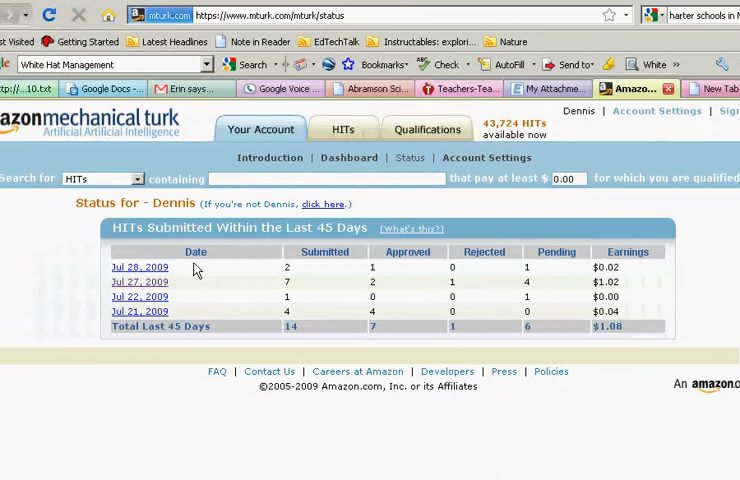 mturk.com https://www.mturk.com/mturk/status harter schools in N
st Visited Getting Started Latest Headlines Note in Reader EdTechTalk Instructables: explori... Nature
White Hat Management Search Bookmarks Check AutoFill Send to White
ttp://...10.txt Google Docs -... Erin says... Google Voice ... Abramson Sci... Teachers-Tea... My Attachme... Amazo... New Tab
Dennis | Account Settings | Sign
azonmechanical turk
Artificial Artificial Intelligence
Your Account HITs Qualifications
43,724 HITs
available now
Introduction | Dashboard | Status | Account Settings
Search for HITs containing that pay at least $ 0.00 for which you are qualified
Status for - Dennis (If you're not Dennis, click here.)
HITs Submitted Within the Last 45 Days (What's this?)
Date Submitted Approved Rejected Pending Earnings
Jul 28, 2009 2 1 0 1 $0.02
Jul 27, 2009 7 2 1 4 $1.02
Jul 22, 2009 1 0 0 1 $0.00
Jul 21, 2009 4 4 0 0 $0.04
Total Last 45 Days 14 7 1 6 $1.08
FAQ | Contact Us | Careers at Amazon | Developers | Press | Policies
©2005-2009 Amazon.com, Inc. or its Affiliates
An amazon.c